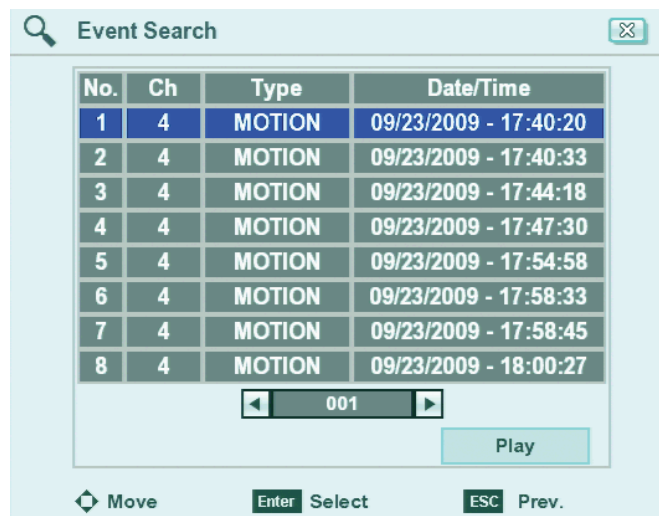 Event Search
No. Ch Type Date/Time
1 4 MOTION 09/23/2009 - 17:40:20
2 4 MOTION 09/23/2009 - 17:40:33
3 4 MOTION 09/23/2009 - 17:44:18
4 4 MOTION 09/23/2009 - 17:47:30
5 4 MOTION 09/23/2009 - 17:54:58
6 4 MOTION 09/23/2009 - 17:58:33
7 4 MOTION 09/23/2009 - 17:58:45
8 4 MOTION 09/23/2009 - 18:00:27
001
Play
Move Enter Select ESC Prev.